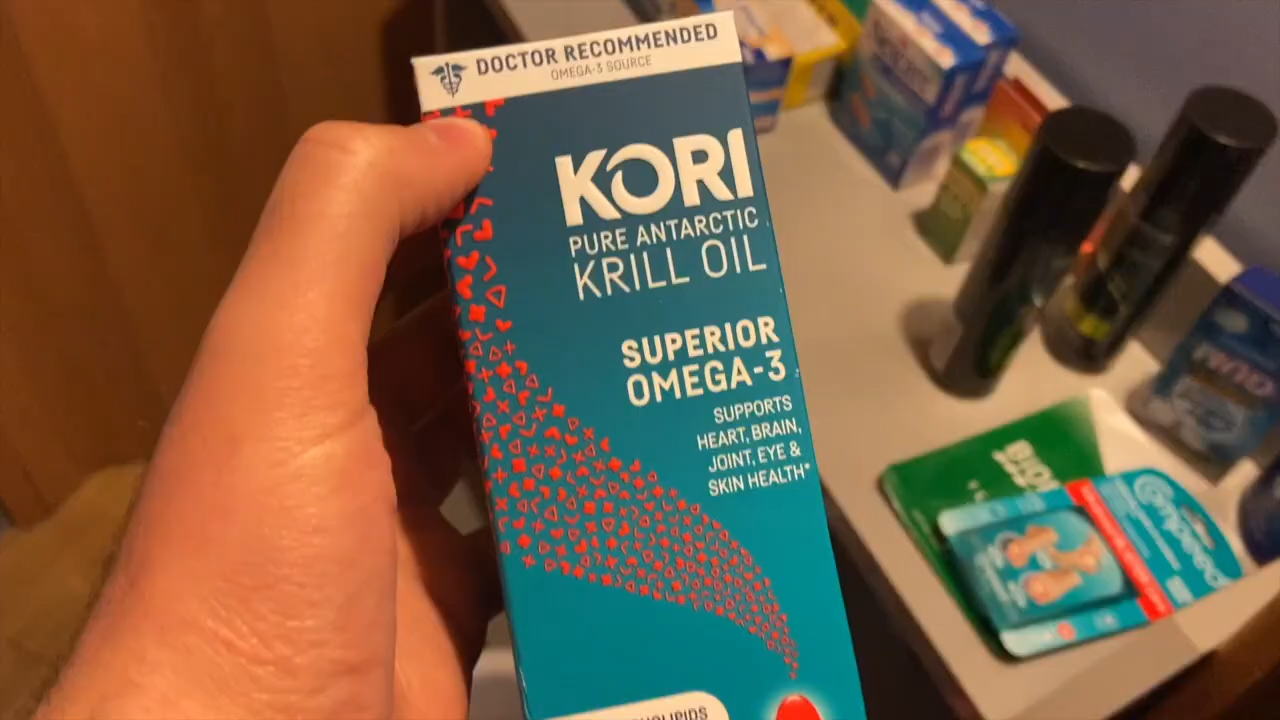 DOCTOR RECOMMENDED
OMEGA-3 SOURCE
KORI
PURE ANTARCTIC
KRILL OIL
SUPERIOR
OMEGA-3
SUPPORTS
HEART, BRAIN,
JOINT, EYE &
SKIN HEALTH*
Compeed